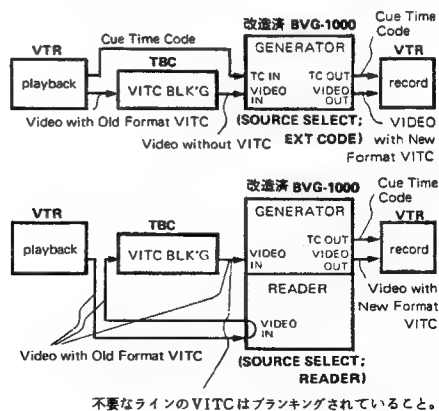 改造済 BVG-1000
VTR
Cue Time Code
GENERATOR
Cue Time
Code
VTR
playback
TBC
VITC BLK'G
TC IN
TC OUT
VIDEO
IN
VIDEO
OUT
record
Video with Old Format VITC
Video without VITC
(SOURCE SELECT;
EXT CODE)
VIDEO
with New
Format VITC
改造済 BVG-1000
VTR
TBC
GENERATOR
Cue Time
Code
VTR
playback
VITC BLK'G
VIDEO
IN
TC OUT
VIDEO
OUT
record
READER
VIDEO
IN
Video with
New Format
VITC
Video with Old Format VITC
(SOURCE SELECT;
READER)
不要なラインのVITCはブランキングされていること。